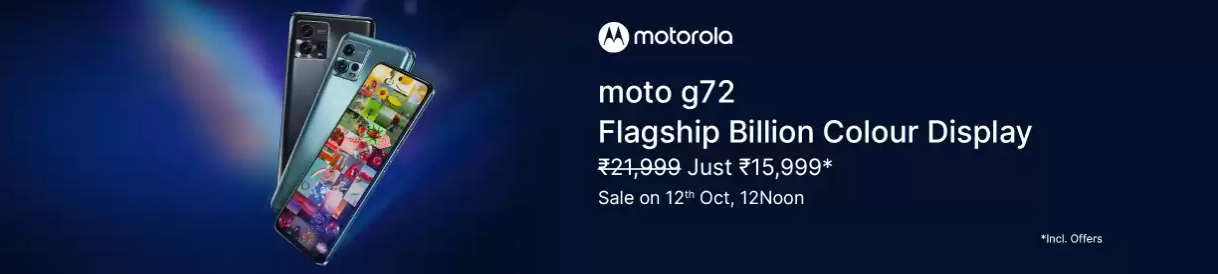 motorola
moto g72
Flagship Billion Colour Display
₹21,999 Just ₹15,999*
Sale on 12th Oct, 12Noon
*Incl. Offers